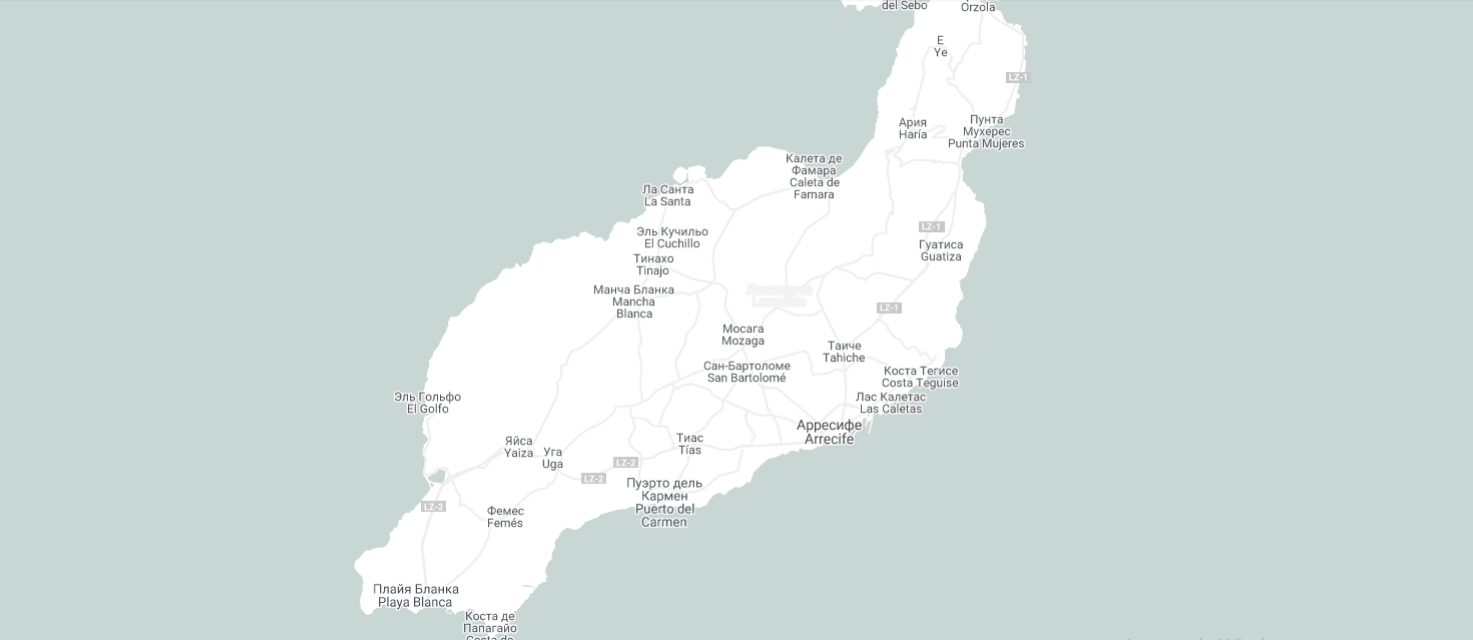 del Sebo
Orzola
Е
Ye
LZ-1
Ария
Haría
Пунта
Мухерес
Punta Mujeres
Калета де
Фамара
Caleta de
Famara
Ла Санта
La Santa
LZ-1
Эль Кучильо
El Cuchillo
Гуатиса
Guatiza
Тинахо
Tinajo
Манча Бланка
Mancha
Blanca
LZ-1
Мосага
Mozaga
Таиче
Tahiche
Сан-Бартоломе
San Bartolomé
Коста Тегисе
Costa Teguise
Эль Гольфо
El Golfo
Лас Калетас
Las Caletas
Арресифе
Arrecife
Тиас
Tías
Яйса
Yaiza
Уга
Uga
LZ-2
LZ-2
Пуэрто дель
Кармен
Puerto del
Carmen
LZ-2
Фемес
Femés
Плайя Бланка
Playa Blanca
Коста де
Папагайо
Costa de